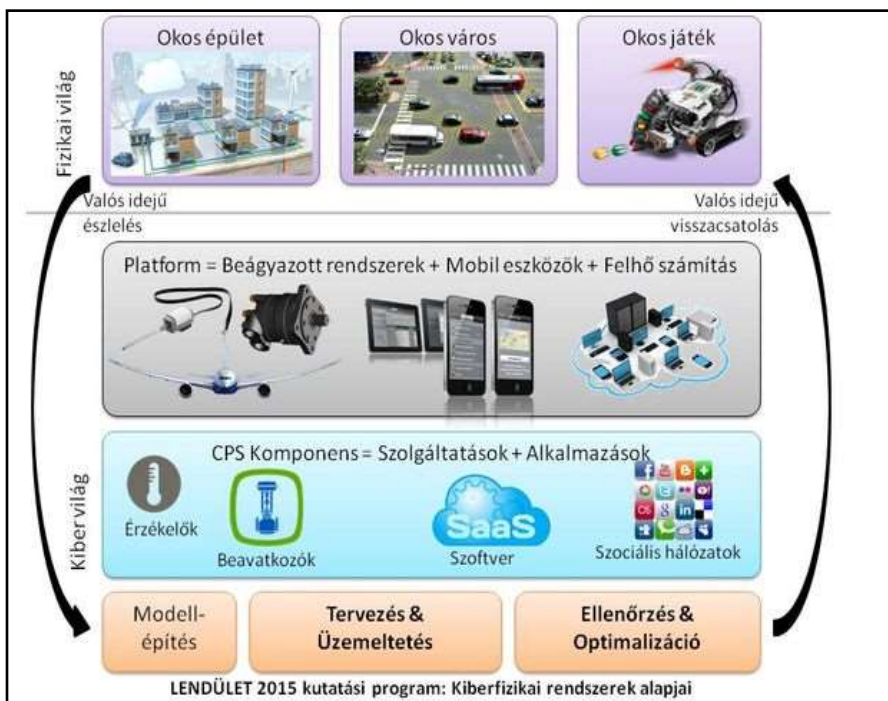 Okos épület
Okos város
Okos játék
Fizikai világ
Valós idejű
észlelés
Valós idejű
visszacsatolás
Platform = Beágyazott rendszerek + Mobil eszközök + Felhő számítás
Kiber világ
CPS Komponens = Szolgáltatások + Alkalmazások
Érzékelők
Beavatkozók
SaaS
Szoftver
Szociális hálózatok
Modell-
építés
Tervezés &
Üzemeltetés
Ellenőrzés &
Optimalizáció
LENDÜLET 2015 kutatási program: Kiberfizikai rendszerek alapjai